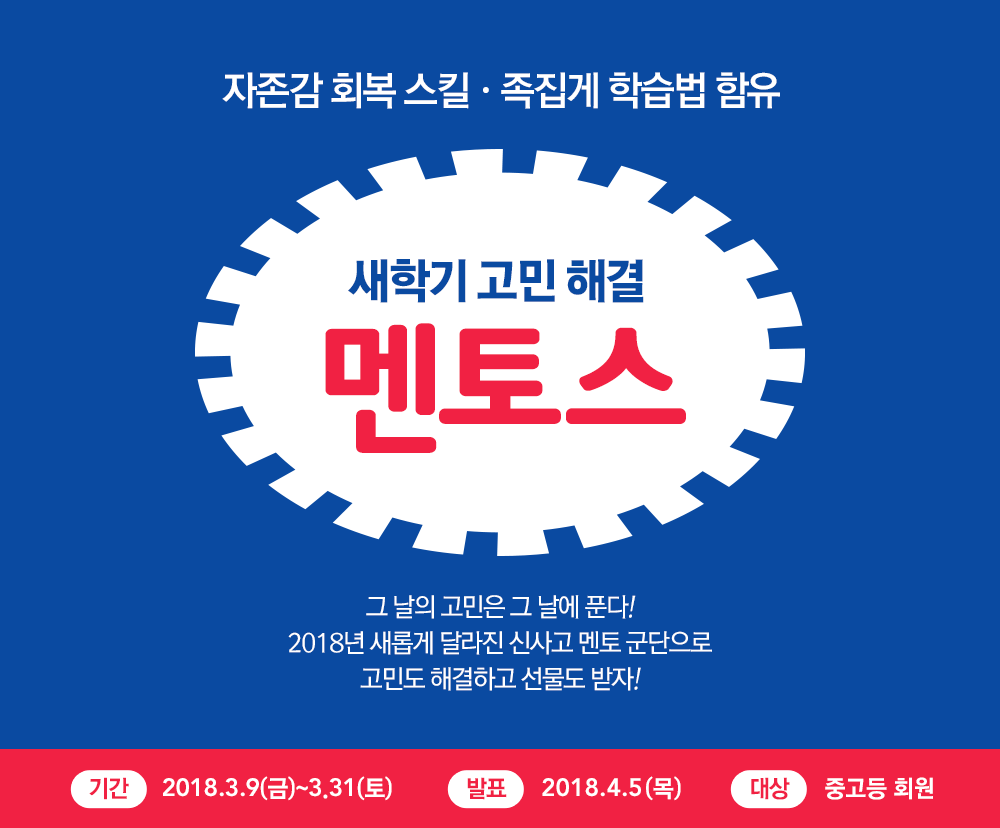 자존감 회복 스킬 · 족집게 학습법 함유
새학기 고민 해결
멘토스
그 날의 고민은 그 날에 푼다!
2018년 새롭게 달라진 신사고 멘토 군단으로
고민도 해결하고 선물도 받자!
기간 2018.3.9(금)~3.31(토) 발표 2018.4.5(목) 대상 중고등 회원